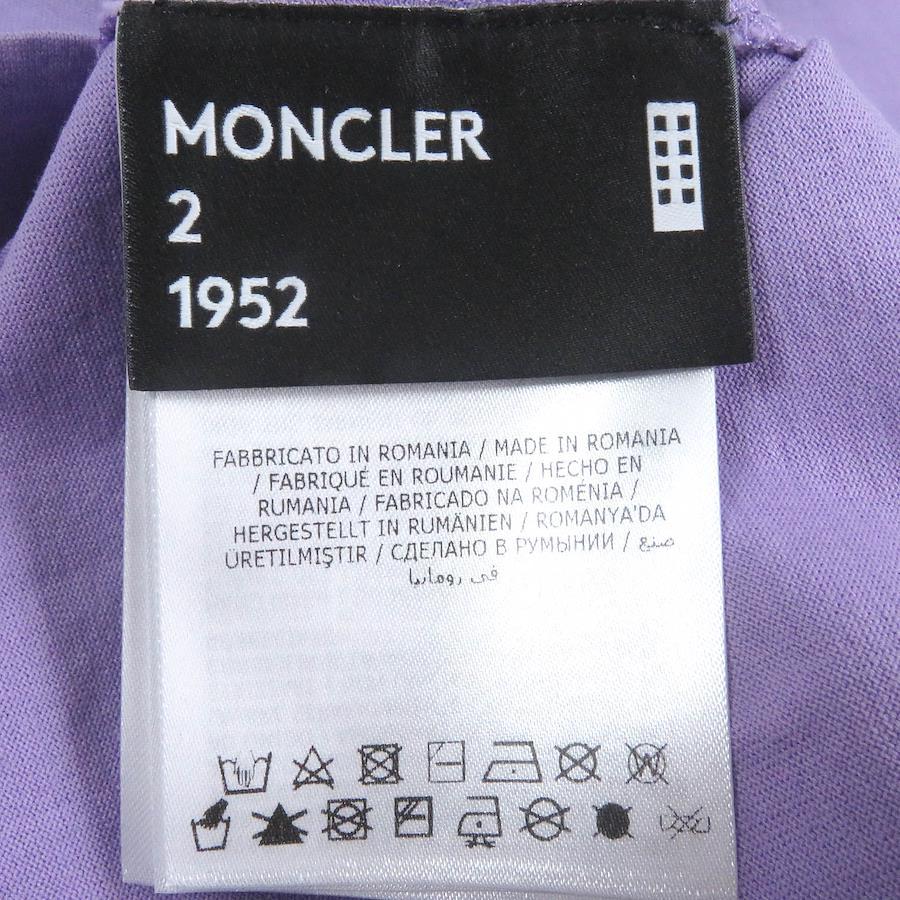 MONCLER
2
1952
FABBRICATO IN ROMANIA / MADE IN ROMANIA
/ FABRIQUÉ EN ROUMANIE / HECHO EN
RUMANIA / FABRICADO NA ROMÉNIA /
HERGESTELLT IN RUMÄNIEN / ROMANYA'DA
ÜRETILMIŞTIR / СДЕЛАНО В РУМЫНИИ / صنع
في رومانيا